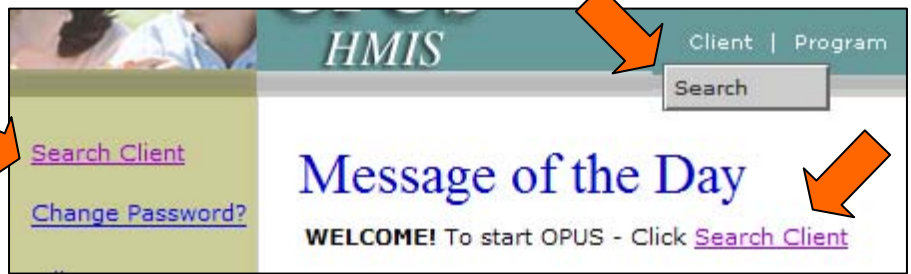 HMIS
Client | Program
Search
Search Client
Change Password?
Message of the Day
WELCOME! To start OPUS - Click Search Client